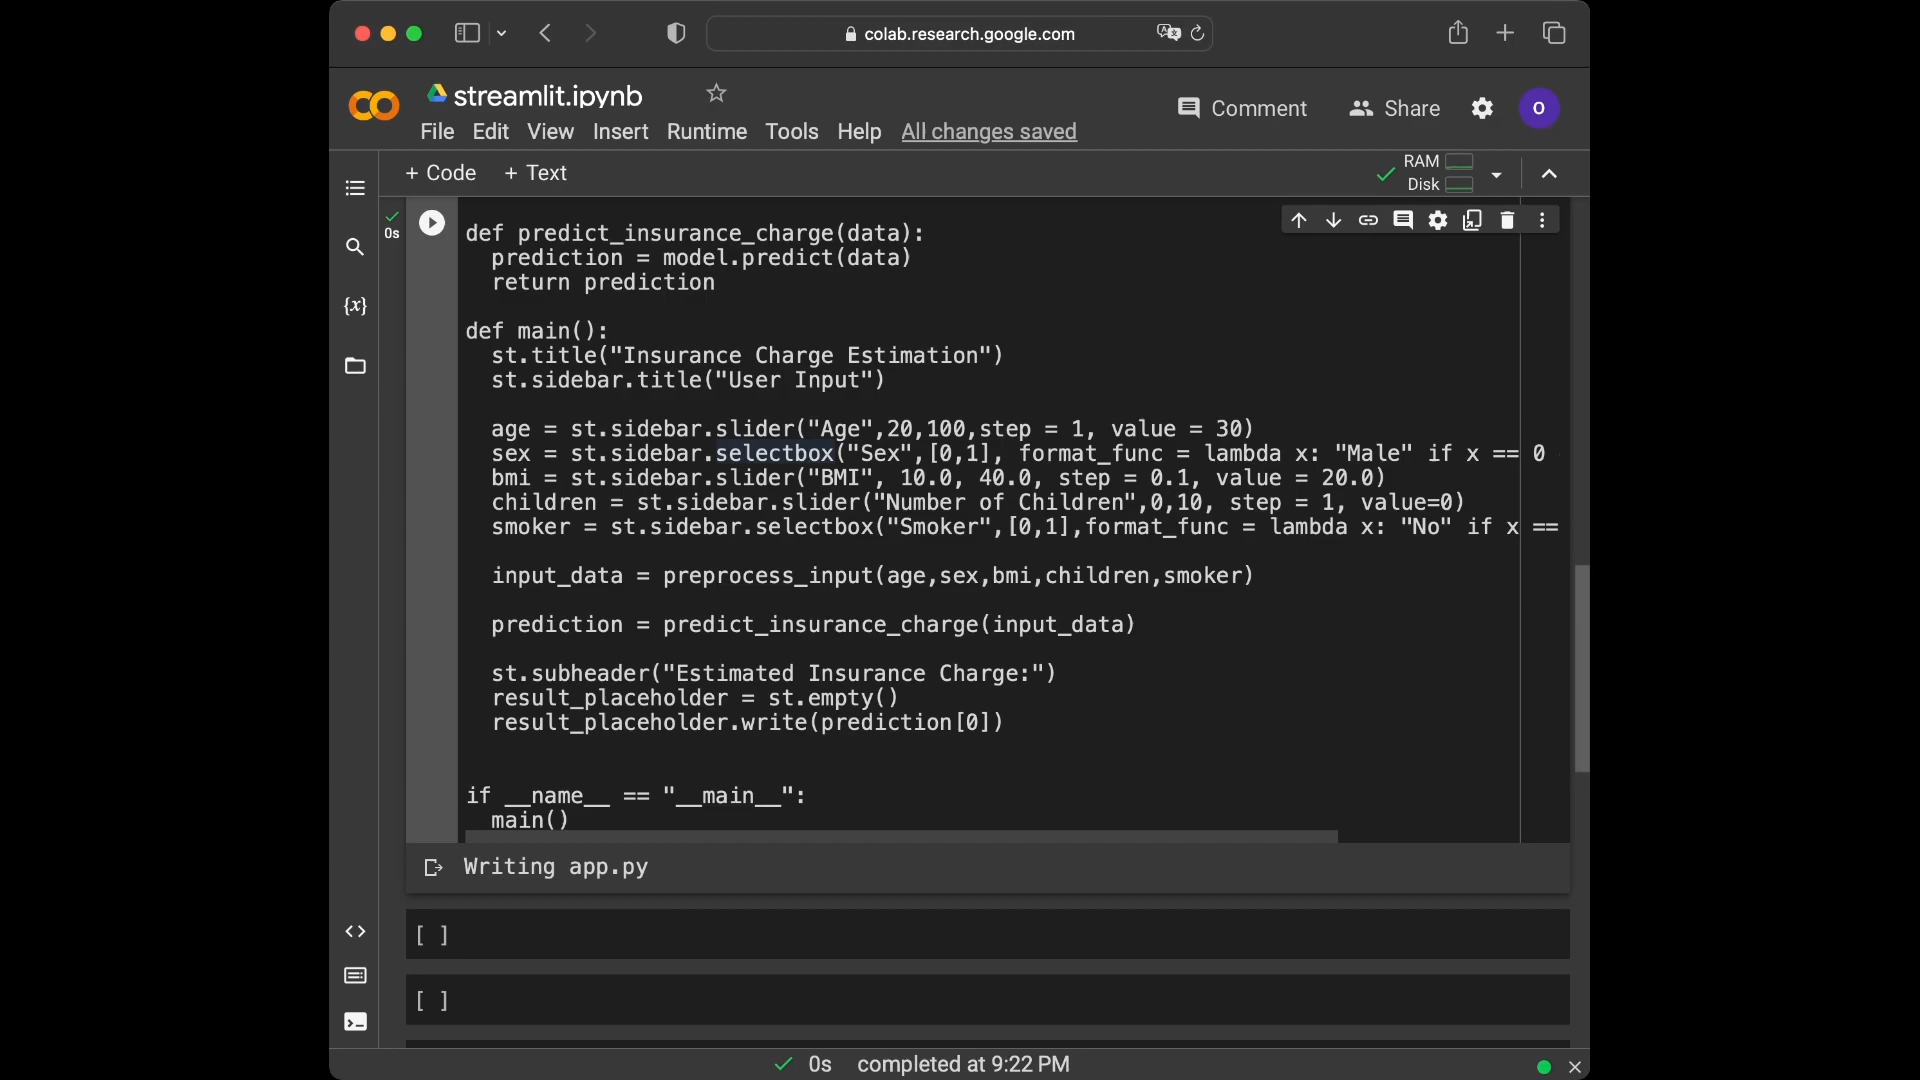 colab.research.google.com
streamlit.ipynb
Comment
Share
O
File Edit View Insert Runtime Tools Help All changes saved
+ Code + Text
RAM
Disk
0s
def predict_insurance_charge(data):
  prediction = model.predict(data)
  return prediction
def main():
  st.title("Insurance Charge Estimation")
  st.sidebar.title("User Input")
  age = st.sidebar.slider("Age",20,100,step = 1, value = 30)
  sex = st.sidebar.selectbox("Sex",[0,1], format_func = lambda x: "Male" if x == 0
  bmi = st.sidebar.slider("BMI", 10.0, 40.0, step = 0.1, value = 20.0)
  children = st.sidebar.slider("Number of Children",0,10, step = 1, value=0)
  smoker = st.sidebar.selectbox("Smoker",[0,1],format_func = lambda x: "No" if x ==
  input_data = preprocess_input(age,sex,bmi,children,smoker)
  prediction = predict_insurance_charge(input_data)
  st.subheader("Estimated Insurance Charge:")
  result_placeholder = st.empty()
  result_placeholder.write(prediction[0])
if __name__ == "__main__":
  main()
Writing app.py
[ ]
[ ]
0s completed at 9:22 PM